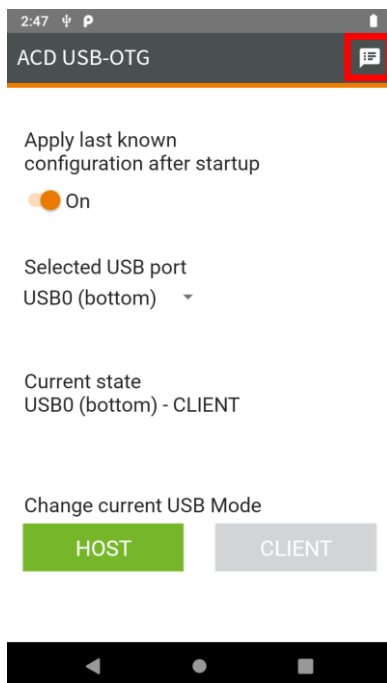 2:47
ACD USB-OTG
Apply last known
configuration after startup
On
Selected USB port
USB0 (bottom)
Current state
USB0 (bottom) - CLIENT
Change current USB Mode
HOST CLIENT